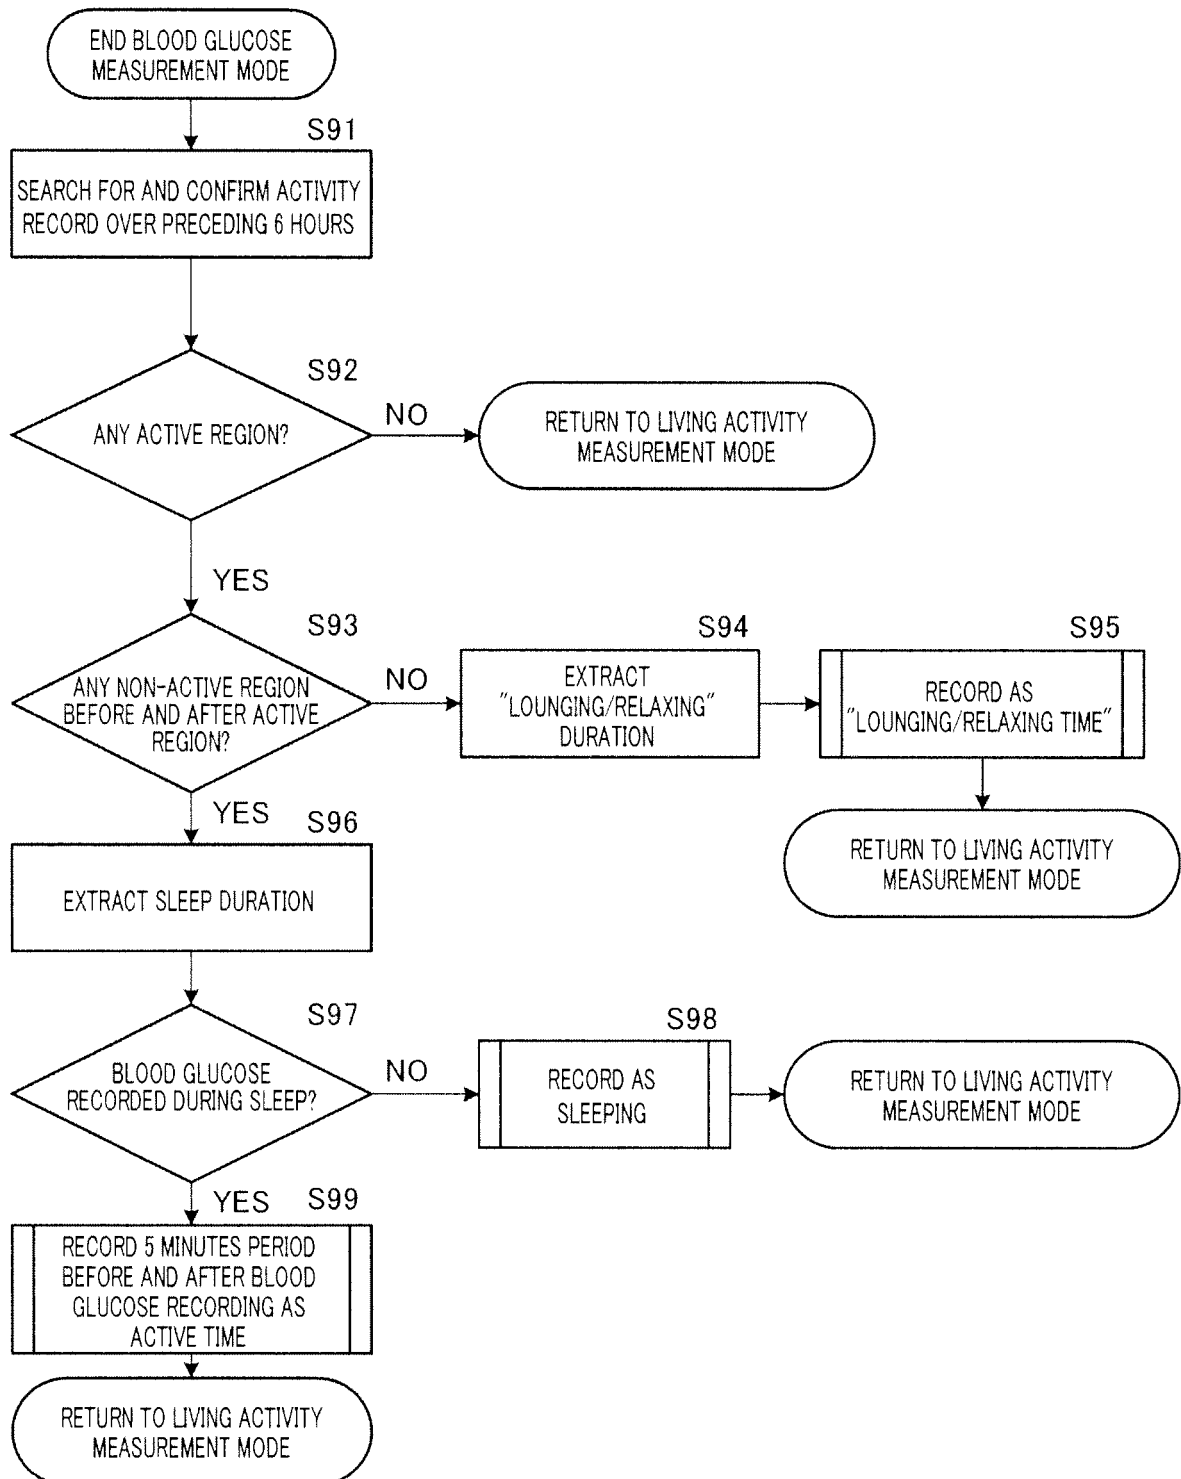 END BLOOD GLUCOSE
MEASUREMENT MODE
S91
SEARCH FOR AND CONFIRM ACTIVITY
RECORD OVER PRECEDING 6 HOURS
S92
ANY ACTIVE REGION?
NO
RETURN TO LIVING ACTIVITY
MEASUREMENT MODE
YES
S93
ANY NON-ACTIVE REGION
BEFORE AND AFTER ACTIVE
REGION?
NO
S94
EXTRACT
"LOUNGING/RELAXING"
DURATION
S95
RECORD AS
"LOUNGING/RELAXING TIME"
RETURN TO LIVING ACTIVITY
MEASUREMENT MODE
YES
S96
EXTRACT SLEEP DURATION
S97
BLOOD GLUCOSE
RECORDED DURING SLEEP?
NO
S98
RECORD AS
SLEEPING
RETURN TO LIVING ACTIVITY
MEASUREMENT MODE
YES
S99
RECORD 5 MINUTES PERIOD
BEFORE AND AFTER BLOOD
GLUCOSE RECORDING AS
ACTIVE TIME
RETURN TO LIVING ACTIVITY
MEASUREMENT MODE